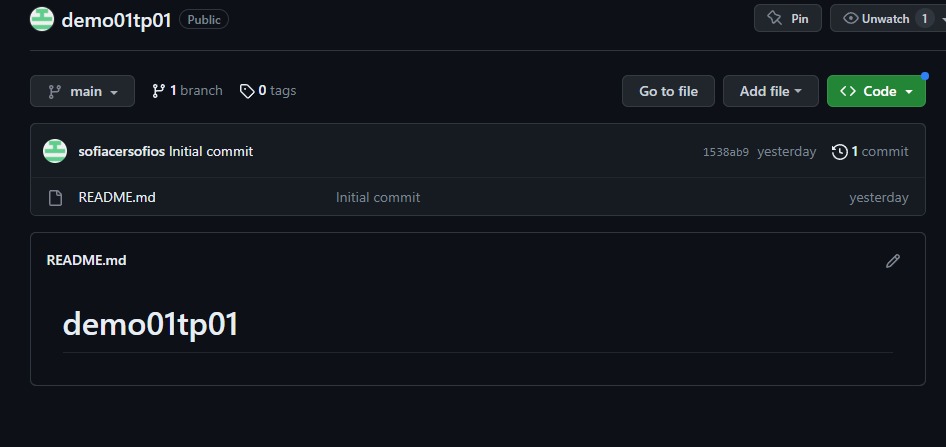 demo01tp01 Public Pin Unwatch 1
main 1 branch 0 tags Go to file Add file <> Code
sofiacersofios Initial commit 1538ab9 yesterday 1 commit
README.md Initial commit yesterday
README.md
demo01tp01